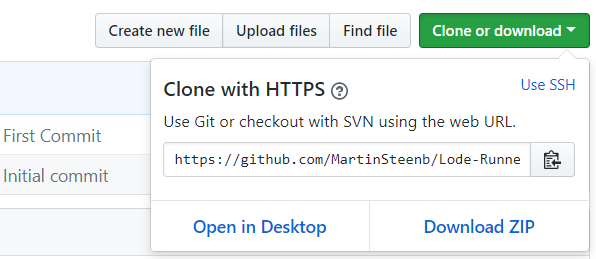 Create new file Upload files Find file Clone or download
Clone with HTTPS Use SSH
Use Git or checkout with SVN using the web URL.
First Commit
https://github.com/MartinSteenb/Lode-Runne
Initial commit
Open in Desktop Download ZIP